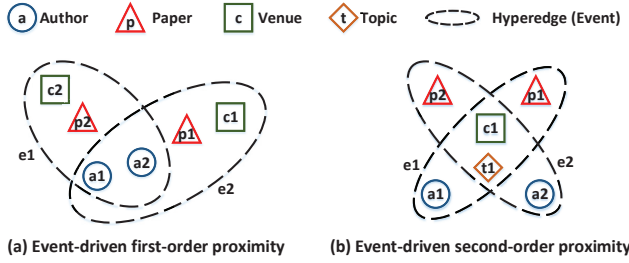 a Author p Paper c Venue t Topic Hyperedge (Event)
c2
p2
p1
c1
a1
a2
e1
e2
p2
p1
c1
t1
e1
e2
a1
a2
(a) Event-driven first-order proximity
(b) Event-driven second-order proximity